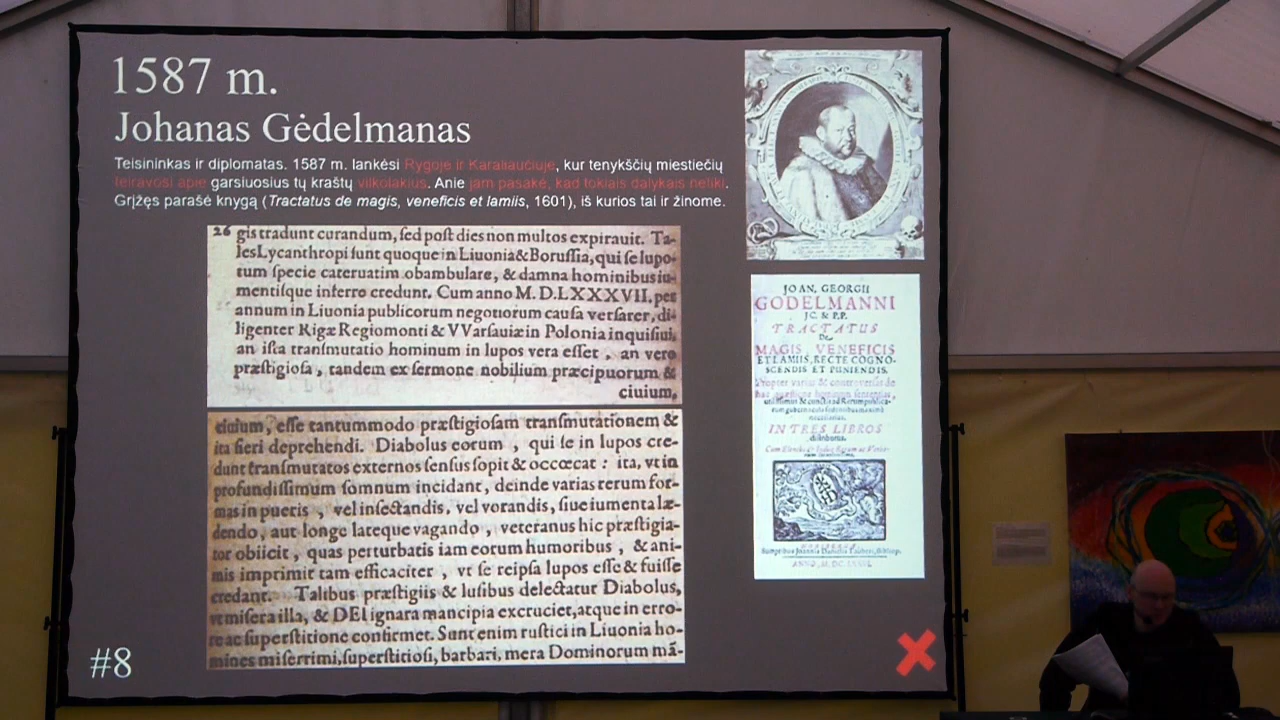 1587 m.
Johanas Gėdelmanas
Teisininkas ir diplomatas. 1587 m. lankėsi Rygoje ir Karaliaučiuje, kur tenykščių miestiečių
teiravosi apie garsiuosius tų kraštų vilkolakius. Anie jam pasakė, kad tokiais dalykais netiki.
Grįžęs parašė knygą (Tractatus de magis, veneficis et lamiis, 1601), iš kurios tai ir žinome.
26 gis tradunt curandum, ſed poſt dies non multos expirauit. Ta-
les Lycanthropi ſunt quoque in Liuonia & Boruſſia, qui ſe lupo-
rum ſpecie cateruatim obambulare, & damna hominibus iu-
mentiſque inferro credunt. Cum anno M. D. LXXXVII. per
annum in Liuonia publicorum negotiorum cauſa verſarer, di-
ligenter Rigæ Regiomonti & VVarſauiæ in Polonia inquiſiui,
an iſta tranſmutatio hominum in lupos vera eſſet, an vero
præſtigioſa, tandem ex ſermone nobilium præcipuorum &
ciuium,
ciuium, eſſe tantummodo præſtigioſam tranſmutationem &
ita fieri deprehendi. Diabolus eorum, qui ſe in lupos cre-
dunt tranſmutatos externos ſenſus ſopit & occœcat: ita, vt in
profundiſſimum ſomnum incidant, deinde varias rerum for-
mas in pueris, vel infectandis, vel vorandis, ſiue iumenta læ-
dendo, aut longe lateque vagando, veteranus hic præſtigia-
tor obiicit, quas perturbatis iam eorum humoribus, & ani-
mis imprimit tam efficaciter, vt ſe reipſa lupos eſſe & fuiſſe
credant. Talibus præſtigiis & luſibus delectatur Diabolus,
vt miſera illa, & DEI ignara mancipia excruciet, atque in erro-
re ac ſuperſtitione confirmet. Sunt enim ruſtici in Liuonia ho-
mines miſerrimi, ſuperſtitioſi, barbari, mera Dominorum mā-
#8
JOAN. GEORGII
GODELMANNI
JC. & P.P.
TRACTATUS
De
MAGIS, VENEFICIS
ET LAMIIS, RECTE COGNO-
SCENDIS ET PUNIENDIS,
IN TRES LIBROS